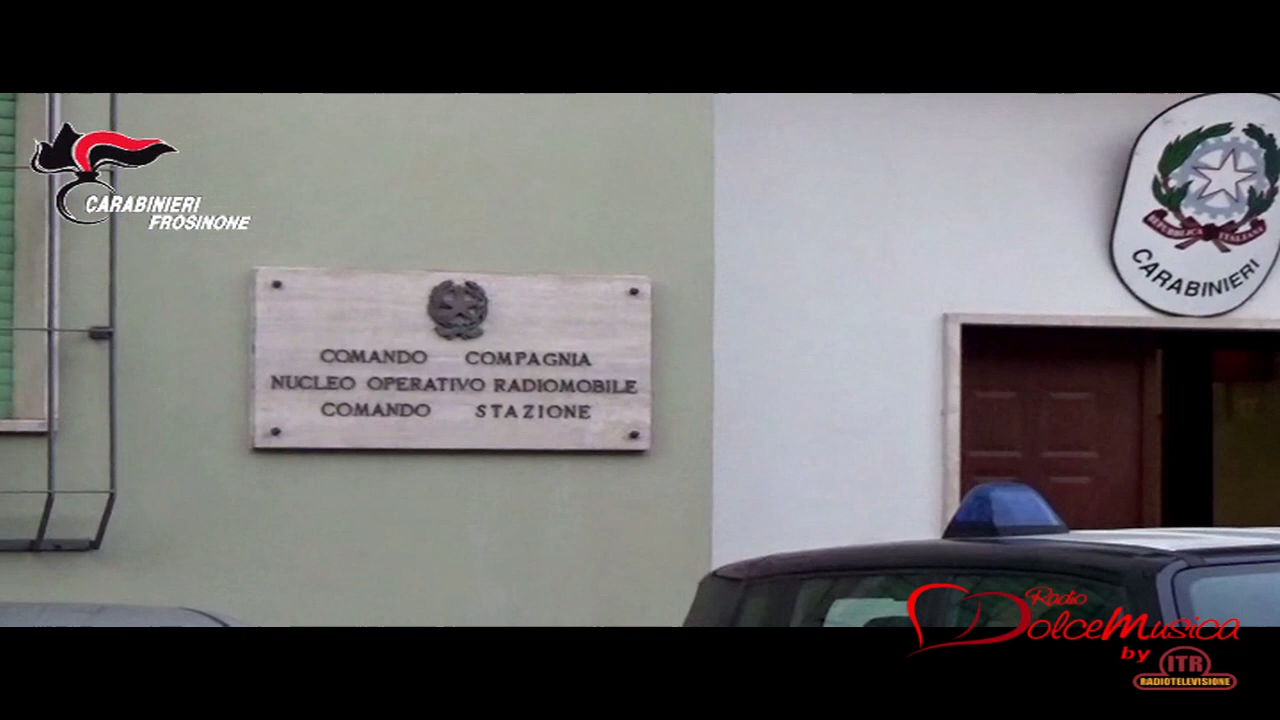 CARABINIERI
FROSINONE
REPUBBLICA ITALIANA
CARABINIERI
COMANDO COMPAGNIA
NUCLEO OPERATIVO RADIOMOBILE
COMANDO STAZIONE
Radio
DolceMusica
by
ITR
RADIOTELEVISIONE